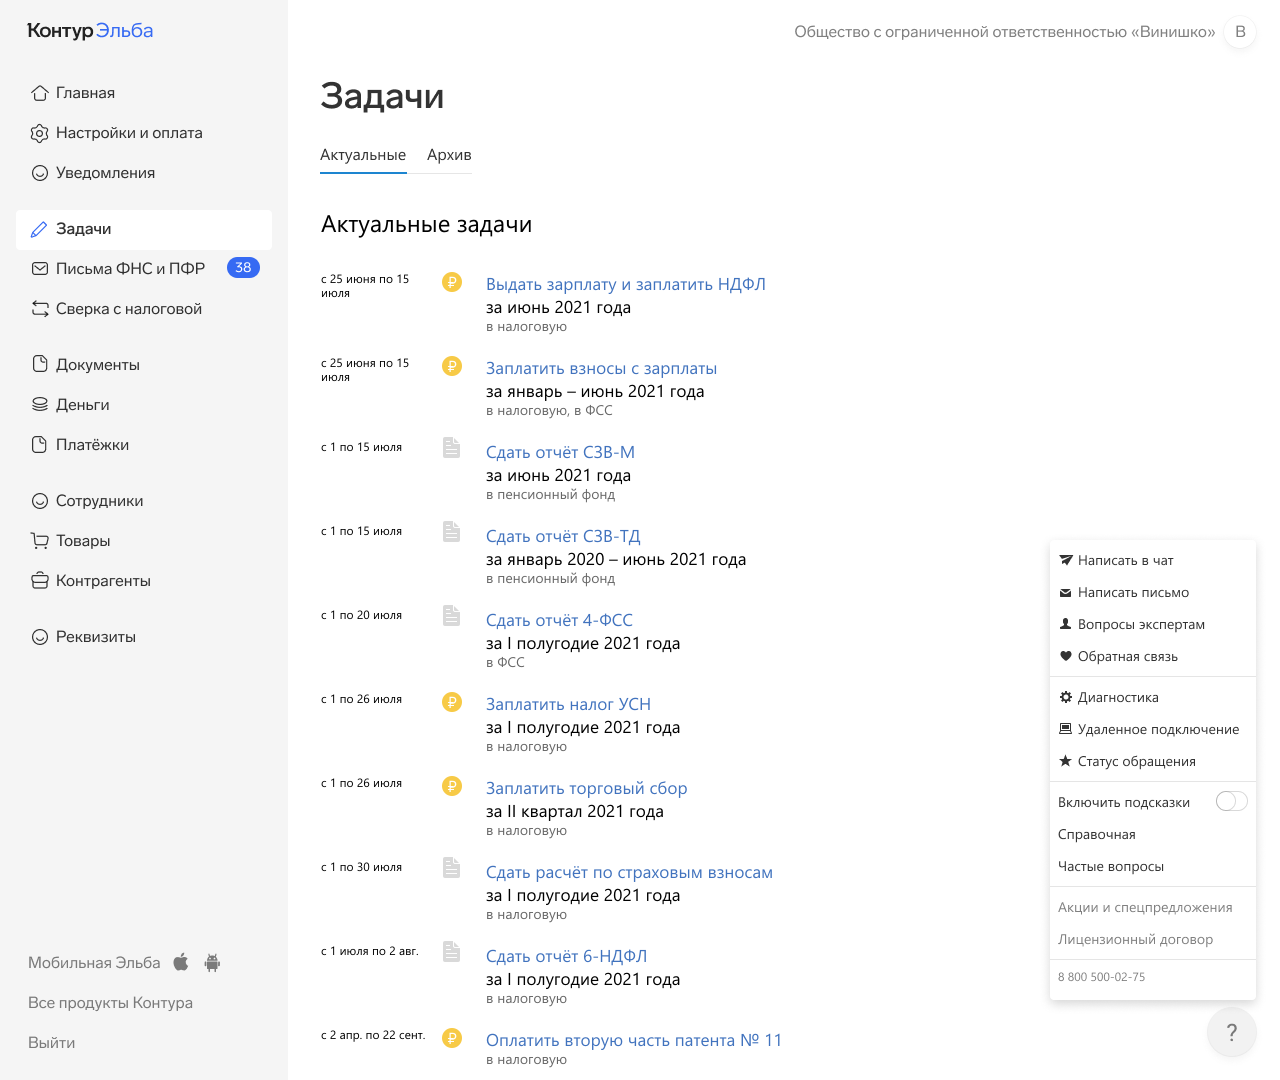 КонтурЭльба
Общество с ограниченной ответственностью «Винишко» В
Главная
Настройки и оплата
Уведомления
Задачи
Письма ФНС и ПФР 38
Сверка с налоговой
Документы
Деньги
Платёжки
Сотрудники
Товары
Контрагенты
Реквизиты
Мобильная Эльба
Все продукты Контура
Выйти
Задачи
Актуальные Архив
Актуальные задачи
с 25 июня по 15
июля
Выдать зарплату и заплатить НДФЛ
за июнь 2021 года
в налоговую
с 25 июня по 15
июля
Заплатить взносы с зарплаты
за январь – июнь 2021 года
в налоговую, в ФСС
с 1 по 15 июля
Сдать отчёт СЗВ-М
за июнь 2021 года
в пенсионный фонд
с 1 по 15 июля
Сдать отчёт СЗВ-ТД
за январь 2020 – июнь 2021 года
в пенсионный фонд
с 1 по 20 июля
Сдать отчёт 4-ФСС
за I полугодие 2021 года
в ФСС
с 1 по 26 июля
Заплатить налог УСН
за I полугодие 2021 года
в налоговую
с 1 по 26 июля
Заплатить торговый сбор
за II квартал 2021 года
в налоговую
с 1 по 30 июля
Сдать расчёт по страховым взносам
за I полугодие 2021 года
в налоговую
с 1 июля по 2 авг.
Сдать отчёт 6-НДФЛ
за I полугодие 2021 года
в налоговую
с 2 апр. по 22 сент.
Оплатить вторую часть патента № 11
в налоговую
Написать в чат
Написать письмо
Вопросы экспертам
Обратная связь
Диагностика
Удаленное подключение
Статус обращения
Включить подсказки
Справочная
Частые вопросы
Акции и спецпредложения
Лицензионный договор
8 800 500-02-75
?